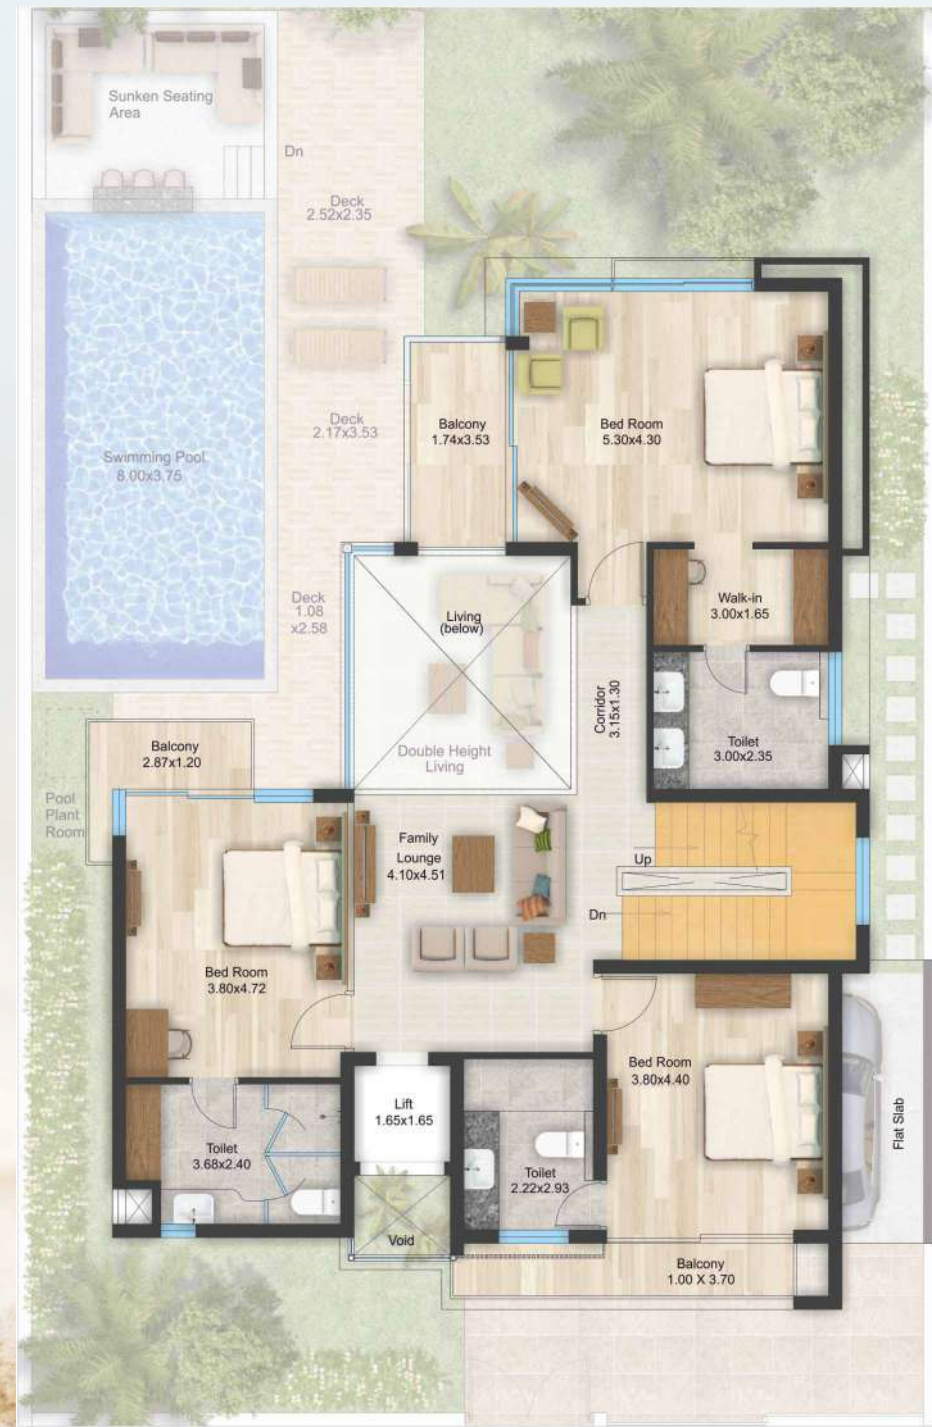 Sunken Seating
Area
Dn
Deck
2.52x2.35
Deck
2.17x3.53
Balcony
1.74x3.53
Bed Room
5.30x4.30
Swimming Pool
8.00x3.75
Deck
1.08
x2.58
Living
(below)
Walk-in
3.00x1.65
Corridor
3.15x1.30
Double Height
Living
Toilet
3.00x2.35
Balcony
2.87x1.20
Pool
Plant
Room
Family
Lounge
4.10x4.51
Up
Dn
Bed Room
3.80x4.72
Bed Room
3.80x4.40
Lift
1.65x1.65
Flat Slab
Toilet
3.68x2.40
Toilet
2.22x2.93
Void
Balcony
1.00 X 3.70